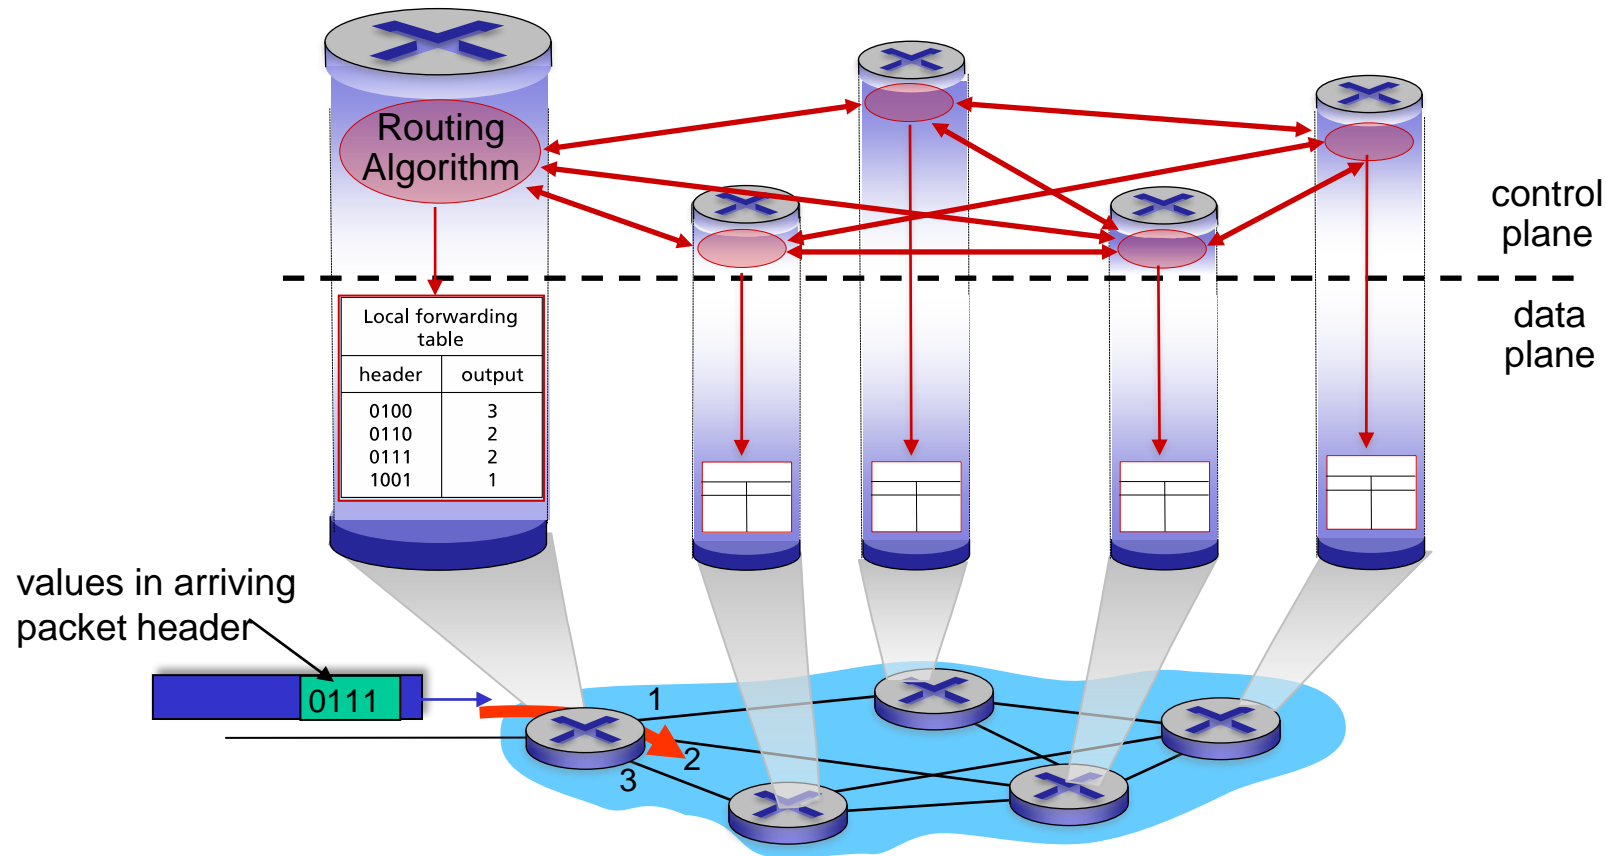 Routing
Algorithm
control
plane
data
plane
Local forwarding
table
header output
0100 3
0110 2
0111 2
1001 1
values in arriving
packet header
0111
1
2
3